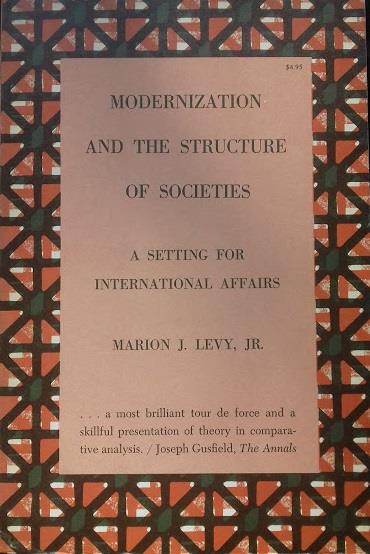 $4.95
MODERNIZATION
AND THE STRUCTURE
OF SOCIETIES
A SETTING FOR
INTERNATIONAL AFFAIRS
MARION J. LEVY, JR.
. . . a most brilliant tour de force and a
skillful presentation of theory in compara-
tive analysis. / Joseph Gusfield, The Annals